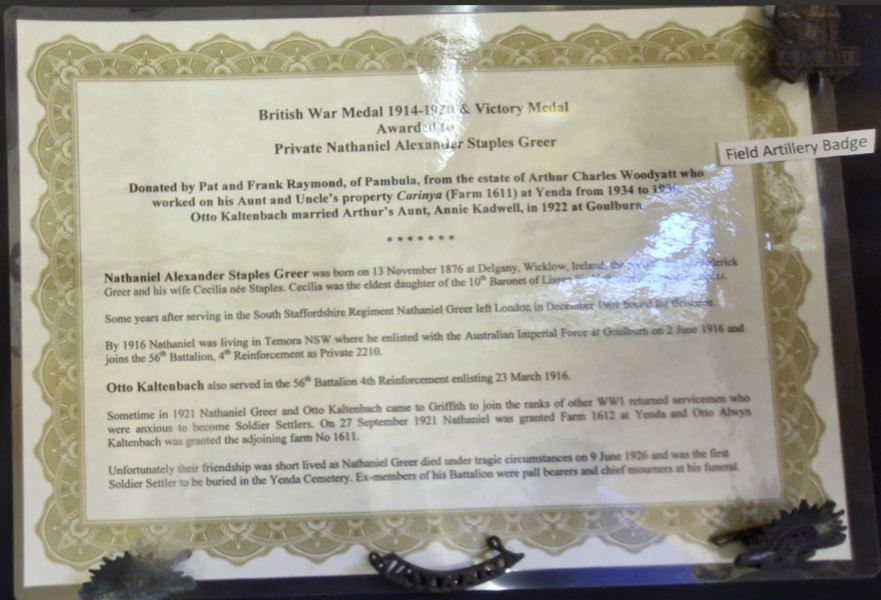 British War Medal 1914-1920 & Victory Medal
Awarded to
Private Nathaniel Alexander Staples Greer
Field Artillery Badge
Donated by Pat and Frank Raymond, of Pambula, from the estate of Arthur Charles Woodyatt who
worked on his Aunt and Uncle's property Carinya (Farm 1611) at Yenda from 1934 to
Otto Kaltenbach married Arthur's Aunt, Annie Kadwell, in 1922 at Goulburn
*******
Nathaniel Alexander Staples Greer was born on 13 November 1876 at Delgany, Wicklow, Ireland, the
Greer and his wife Cecilia née Staples. Cecilia was the eldest daughter of the 10th Baronet of
Some years after serving in the South Staffordshire Regiment Nathaniel Greer left London in December bound for
By 1916 Nathaniel was living in Temora NSW where he enlisted with the Australian Imperial Force at Goulburn on 2 June 1916 and
joins the 56th Battalion, 4th Reinforcement as Private 2210.
Otto Kaltenbach also served in the 56th Battalion 4th Reinforcement enlisting 23 March 1916.
Sometime in 1921 Nathaniel Greer and Otto Kaltenbach came to Griffith to join the ranks of other WW1 returned servicemen who
were anxious to become Soldier Settlers. On 27 September 1921 Nathaniel was granted Farm 1612 at Yenda and Otto Alwyn
Kaltenbach was granted the adjoining farm No 1611.
Unfortunately their friendship was short lived as Nathaniel Greer died under tragic circumstances on 9 June 1926 and was the first
Soldier Settler to be buried in the Yenda Cemetery. Ex-members of his Battalion were pall bearers and chief mourners at his funeral.